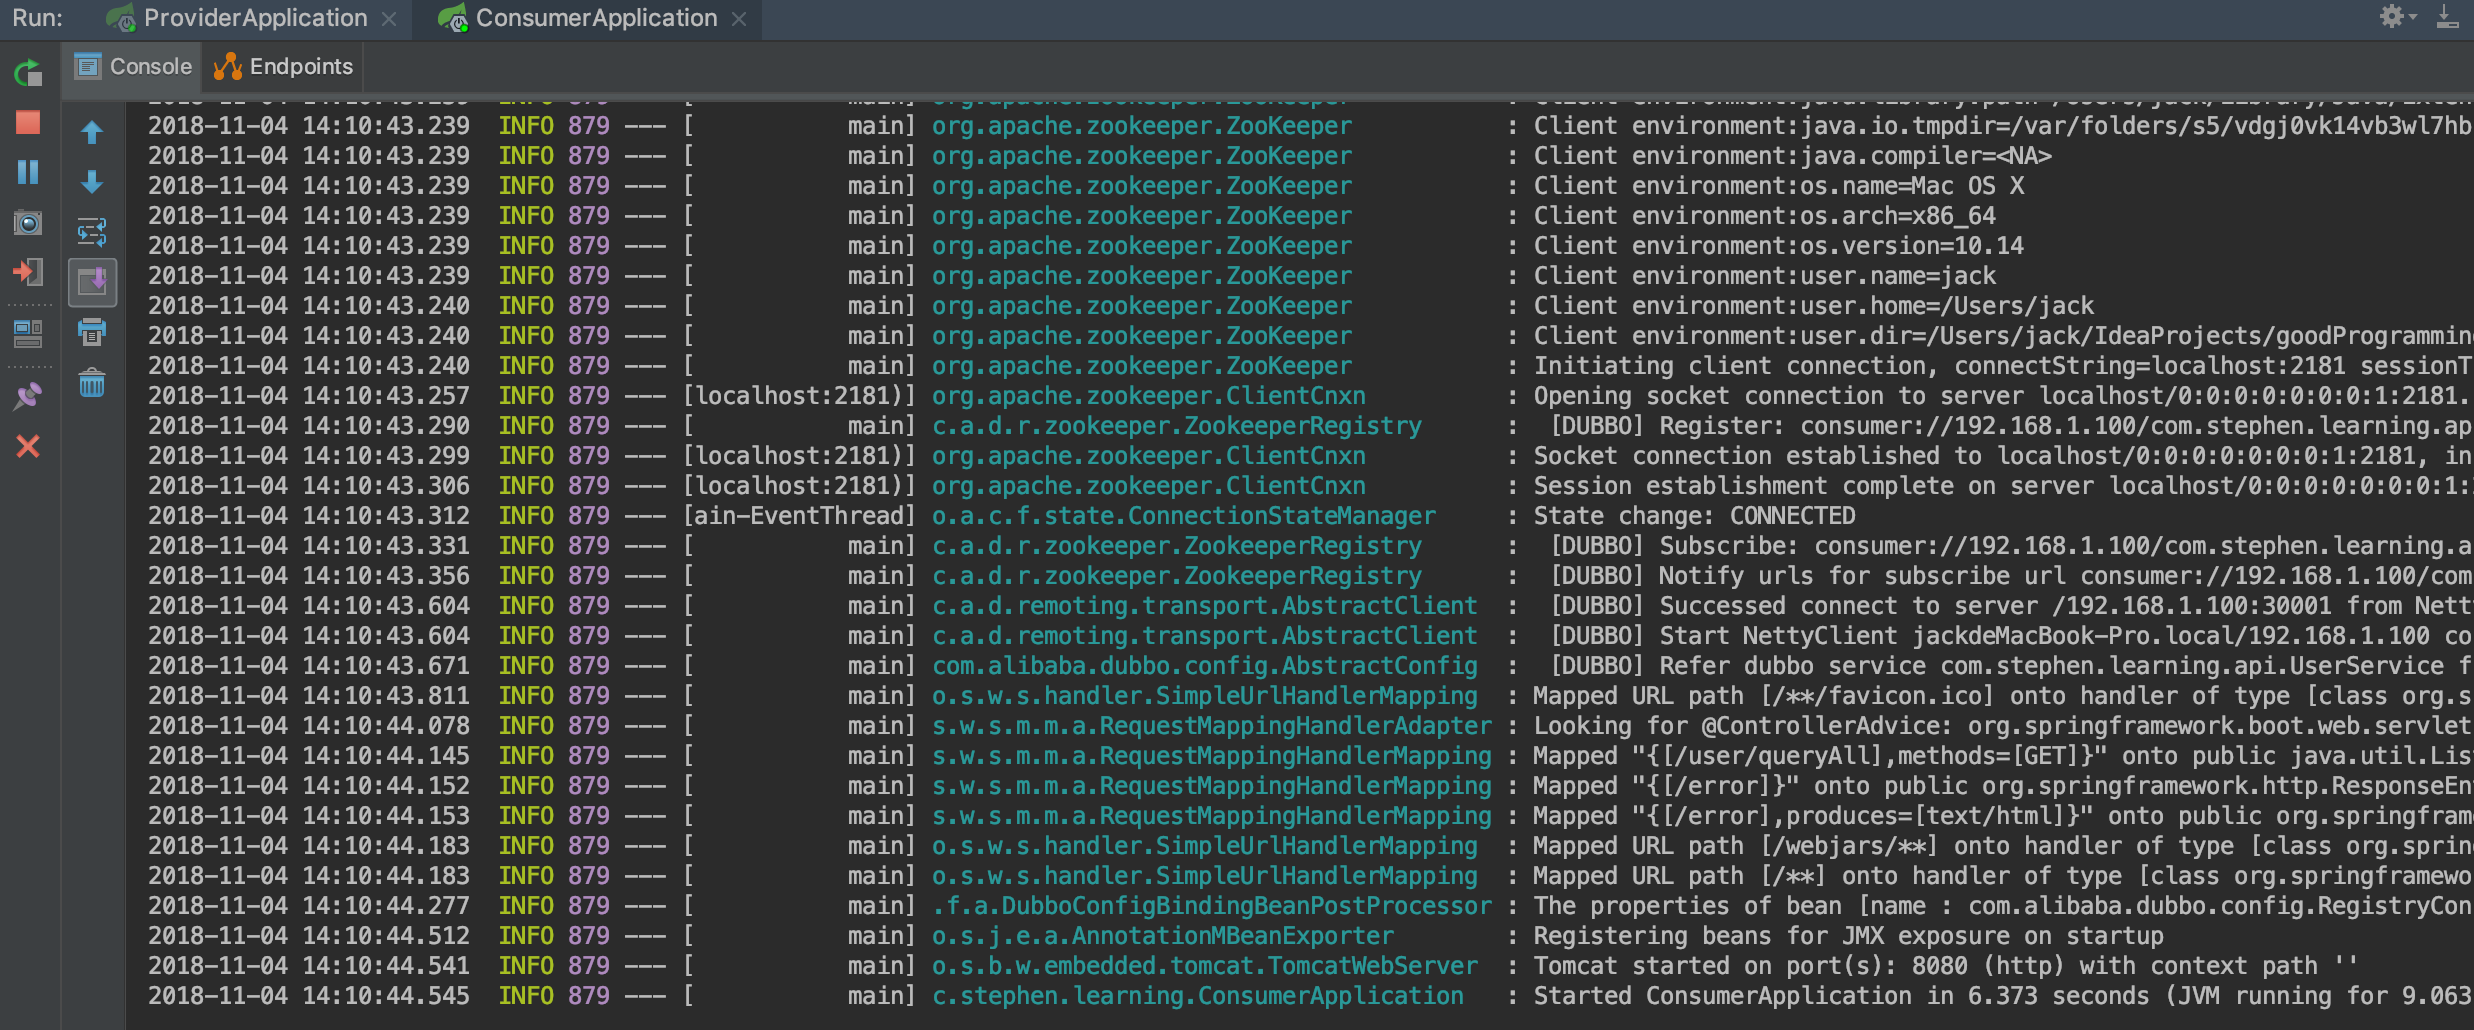 Run: ProviderApplication ConsumerApplication
Console Endpoints
2018-11-04 14:10:43.239 INFO 879 --- [ main] org.apache.zookeeper.ZooKeeper : Client environment:java.io.tmpdir=/var/folders/s5/vdgj0vk14vb3wl7hb
2018-11-04 14:10:43.239 INFO 879 --- [ main] org.apache.zookeeper.ZooKeeper : Client environment:java.compiler=<NA>
2018-11-04 14:10:43.239 INFO 879 --- [ main] org.apache.zookeeper.ZooKeeper : Client environment:os.name=Mac OS X
2018-11-04 14:10:43.239 INFO 879 --- [ main] org.apache.zookeeper.ZooKeeper : Client environment:os.arch=x86_64
2018-11-04 14:10:43.239 INFO 879 --- [ main] org.apache.zookeeper.ZooKeeper : Client environment:os.version=10.14
2018-11-04 14:10:43.239 INFO 879 --- [ main] org.apache.zookeeper.ZooKeeper : Client environment:user.name=jack
2018-11-04 14:10:43.240 INFO 879 --- [ main] org.apache.zookeeper.ZooKeeper : Client environment:user.home=/Users/jack
2018-11-04 14:10:43.240 INFO 879 --- [ main] org.apache.zookeeper.ZooKeeper : Client environment:user.dir=/Users/jack/IdeaProjects/goodProgrammin
2018-11-04 14:10:43.240 INFO 879 --- [ main] org.apache.zookeeper.ZooKeeper : Initiating client connection, connectString=localhost:2181 sessionT
2018-11-04 14:10:43.257 INFO 879 --- [localhost:2181)] org.apache.zookeeper.ClientCnxn : Opening socket connection to server localhost/0:0:0:0:0:0:0:1:2181.
2018-11-04 14:10:43.290 INFO 879 --- [ main] c.a.d.r.zookeeper.ZookeeperRegistry : [DUBBO] Register: consumer://192.168.1.100/com.stephen.learning.ap
2018-11-04 14:10:43.299 INFO 879 --- [localhost:2181)] org.apache.zookeeper.ClientCnxn : Socket connection established to localhost/0:0:0:0:0:0:0:1:2181, in
2018-11-04 14:10:43.306 INFO 879 --- [localhost:2181)] org.apache.zookeeper.ClientCnxn : Session establishment complete on server localhost/0:0:0:0:0:0:0:1:
2018-11-04 14:10:43.312 INFO 879 --- [ain-EventThread] o.a.c.f.state.ConnectionStateManager : State change: CONNECTED
2018-11-04 14:10:43.331 INFO 879 --- [ main] c.a.d.r.zookeeper.ZookeeperRegistry : [DUBBO] Subscribe: consumer://192.168.1.100/com.stephen.learning.a
2018-11-04 14:10:43.356 INFO 879 --- [ main] c.a.d.r.zookeeper.ZookeeperRegistry : [DUBBO] Notify urls for subscribe url consumer://192.168.1.100/com
2018-11-04 14:10:43.604 INFO 879 --- [ main] c.a.d.remoting.transport.AbstractClient : [DUBBO] Successed connect to server /192.168.1.100:30001 from Nett
2018-11-04 14:10:43.604 INFO 879 --- [ main] c.a.d.remoting.transport.AbstractClient : [DUBBO] Start NettyClient jackdeMacBook-Pro.local/192.168.1.100 co
2018-11-04 14:10:43.671 INFO 879 --- [ main] com.alibaba.dubbo.config.AbstractConfig : [DUBBO] Refer dubbo service com.stephen.learning.api.UserService f
2018-11-04 14:10:43.811 INFO 879 --- [ main] o.s.w.s.handler.SimpleUrlHandlerMapping : Mapped URL path [/**/favicon.ico] onto handler of type [class org.s
2018-11-04 14:10:44.078 INFO 879 --- [ main] s.w.s.m.m.a.RequestMappingHandlerAdapter : Looking for @ControllerAdvice: org.springframework.boot.web.servlet
2018-11-04 14:10:44.145 INFO 879 --- [ main] s.w.s.m.m.a.RequestMappingHandlerMapping : Mapped "{[/user/queryAll],methods=[GET]}" onto public java.util.Lis
2018-11-04 14:10:44.152 INFO 879 --- [ main] s.w.s.m.m.a.RequestMappingHandlerMapping : Mapped "{[/error]}" onto public org.springframework.http.ResponseEn
2018-11-04 14:10:44.153 INFO 879 --- [ main] s.w.s.m.m.a.RequestMappingHandlerMapping : Mapped "{[/error],produces=[text/html]}" onto public org.springfram
2018-11-04 14:10:44.183 INFO 879 --- [ main] o.s.w.s.handler.SimpleUrlHandlerMapping : Mapped URL path [/webjars/**] onto handler of type [class org.sprin
2018-11-04 14:10:44.183 INFO 879 --- [ main] o.s.w.s.handler.SimpleUrlHandlerMapping : Mapped URL path [/**] onto handler of type [class org.springframewo
2018-11-04 14:10:44.277 INFO 879 --- [ main] .f.a.DubboConfigBindingBeanPostProcessor : The properties of bean [name : com.alibaba.dubbo.config.RegistryCon
2018-11-04 14:10:44.512 INFO 879 --- [ main] o.s.j.e.a.AnnotationMBeanExporter : Registering beans for JMX exposure on startup
2018-11-04 14:10:44.541 INFO 879 --- [ main] o.s.b.w.embedded.tomcat.TomcatWebServer : Tomcat started on port(s): 8080 (http) with context path ''
2018-11-04 14:10:44.545 INFO 879 --- [ main] c.stephen.learning.ConsumerApplication : Started ConsumerApplication in 6.373 seconds (JVM running for 9.063